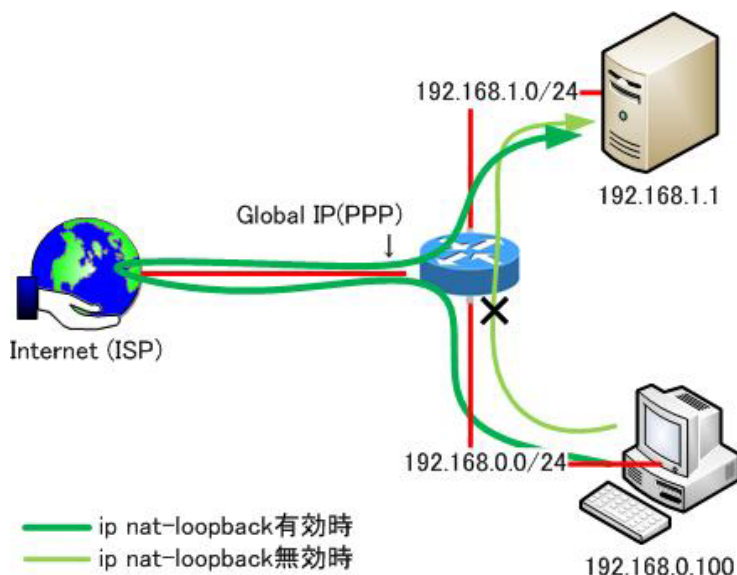 192.168.1.0/24
192.168.1.1
Global IP(PPP)
↓
Internet (ISP)
192.168.0.0/24
ip nat-loopback有効時
ip nat-loopback無効時
192.168.0.100